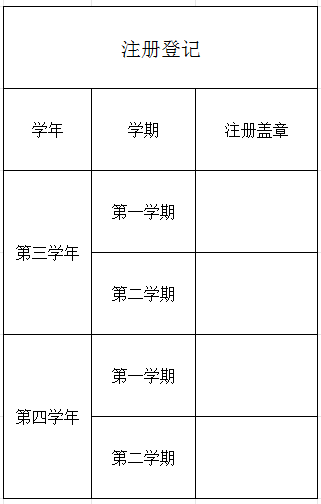 注册登记
学年
学期
注册盖章
第三学年
第一学期
第二学期
第四学年
第一学期
第二学期